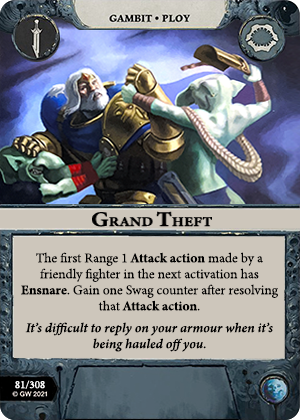 GAMBIT • PLOY
GRAND THEFT
The first Range 1 Attack action made by a
friendly fighter in the next activation has
Ensnare. Gain one Swag counter after resolving
that Attack action.
It's difficult to reply on your armour when it's
being hauled off you.
81/308
© GW 2021